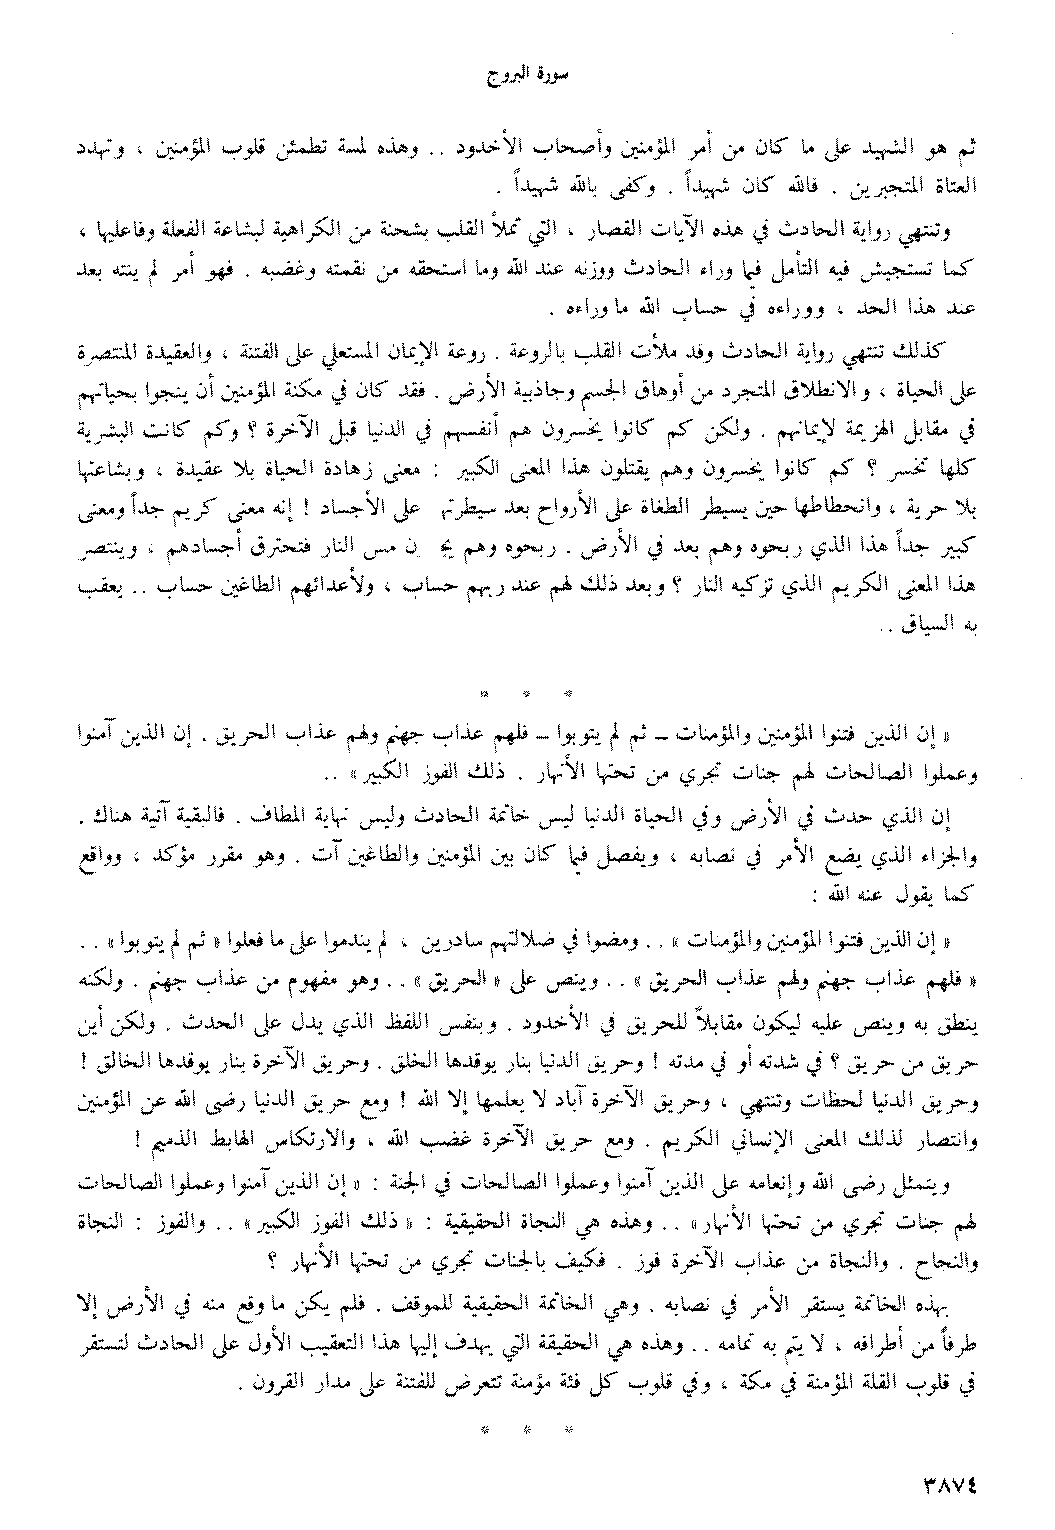 سورة البروج
ثم هو الشهيد على ما كان من أمر المؤمنين وأصحاب الأخدود .. وهذه لمسة تطمئن قلوب المؤمنين ، وتهدد
العتاة المتجبرين . فالله كان شهيداً . وكفى بالله شهيداً .
وتنتهي رواية الحادث في هذه الآيات القصار ، التي تملأ القلب بشحنة من الكراهية لبشاعة الفعلة وفاعليها ،
كما تستجيش فيه التأمل فيما وراء الحادث ووزنه عند الله وما استحقه من نقمته وغضبه . فهو أمر لم ينته بعد
عند هذا الحد ، ووراءه في حساب الله ما وراءه .
كذلك تنتهي رواية الحادث وقد ملأت القلب بالروعة . روعة الإيمان المستعلي على الفتنة ، والعقيدة المنتصرة
على الحياة ، والانطلاق المتجرد من أوهاق الجسم وجاذبية الأرض . فقد كان في مكنة المؤمنين أن ينجوا بحياتهم
في مقابل الهزيمة لإيمانهم . ولكن كم كانوا يخسرون هم أنفسهم في الدنيا قبل الآخرة ؟ وكم كانت البشرية
كلها تخسر ؟ كم كانوا يخسرون وهم يقتلون هذا المعنى الكبير : معنى زهادة الحياة بلا عقيدة ، وبشاعتها
بلا حرية ، وانحطاطها حين يسيطر الطغاة على الأرواح بعد سيطرتهم على الأجساد ! إنه معنى كريم جداً ومعنى
كبير جداً هذا الذي ربحوه وهم بعد في الأرض . ربحوه وهم يجدون مس النار فتحترق أجسادهم ، وينتصر
هذا المعنى الكريم الذي تزكيه النار ؟ وبعد ذلك لهم عند ربهم حساب ، ولأعدائهم الطاغين حساب .. يعقب
به السياق ..
* * *
« إن الذين فتنوا المؤمنين والمؤمنات – ثم لم يتوبوا – فلهم عذاب جهنم ولهم عذاب الحريق . إن الذين آمنوا
وعملوا الصالحات لهم جنات تجري من تحتها الأنهار . ذلك الفوز الكبير» ..
إن الذي حدث في الأرض وفي الحياة الدنيا ليس خاتمة الحادث وليس نهاية المطاف . فالبقية آتية هناك .
والجزاء الذي يضع الأمر في نصابه ، ويفصل فيما كان بين المؤمنين والطاغين آت . وهو مقرر مؤكد ، وواقع
كما يقول عنه الله :
« إن الذين فتنوا المؤمنين والمؤمنات » .. ومضوا في ضلالتهم سادرين ، لم يندموا على ما فعلوا « ثم لم يتوبوا» ..
« فلهم عذاب جهنم ولهم عذاب الحريق » .. وينص على « الحريق » .. وهو مفهوم من عذاب جهنم . ولكنه
ينطق به وينص عليه ليكون مقابلاً للحريق في الأخدود . وبنفس اللفظ الذي يدل على الحدث . ولكن أين
حريق من حريق ؟ في شدته أو في مدته ! وحريق الدنيا بنار يوقدها الخلق . وحريق الآخرة بنار يوقدها الخالق !
وحريق الدنيا لحظات وتنتهي ، وحريق الآخرة آباد لا يعلمها إلا الله ! ومع حريق الدنيا رضى الله عن المؤمنين
وانتصار لذلك المعنى الإنساني الكريم . ومع حريق الآخرة غضب الله ، والارتكاس الهابط الذميم !
ويتمثل رضى الله وإنعامه على الذين آمنوا وعملوا الصالحات في الجنة : « إن الذين آمنوا وعملوا الصالحات
لهم جنات تجري من تحتها الأنهار» .. وهذه هي النجاة الحقيقية : « ذلك الفوز الكبير» .. والفوز : النجاة
والنجاح . والنجاة من عذاب الآخرة فوز . فكيف بالجنات تجري من تحتها الأنهار ؟
بهذه الخاتمة يستقر الأمر في نصابه . وهي الخاتمة الحقيقية للموقف . فلم يكن ما وقع منه في الأرض إلا
طرفاً من أطرافه ، لا يتم به تمامه .. وهذه هي الحقيقة التي يهدف إليها هذا التعقيب الأول على الحادث لتستقر
في قلوب القلة المؤمنة في مكة ، وفي قلوب كل فئة مؤمنة تتعرض للفتنة على مدار القرون .
* * *
٣٨٧٤